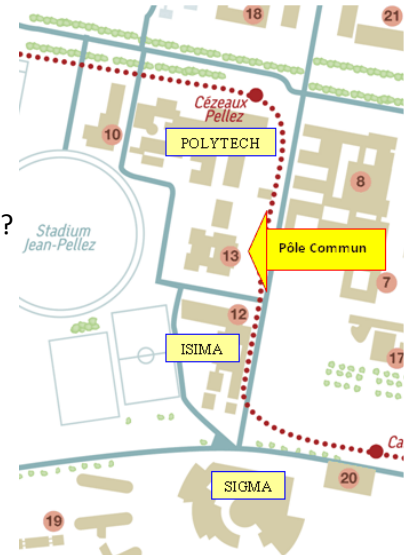 18
21
Cézeaux
Pellez
10
POLYTECH
8
?
Stadium
Jean-Pellez
13
Pôle Commun
7
12
ISIMA
17
Ca
SIGMA
20
19